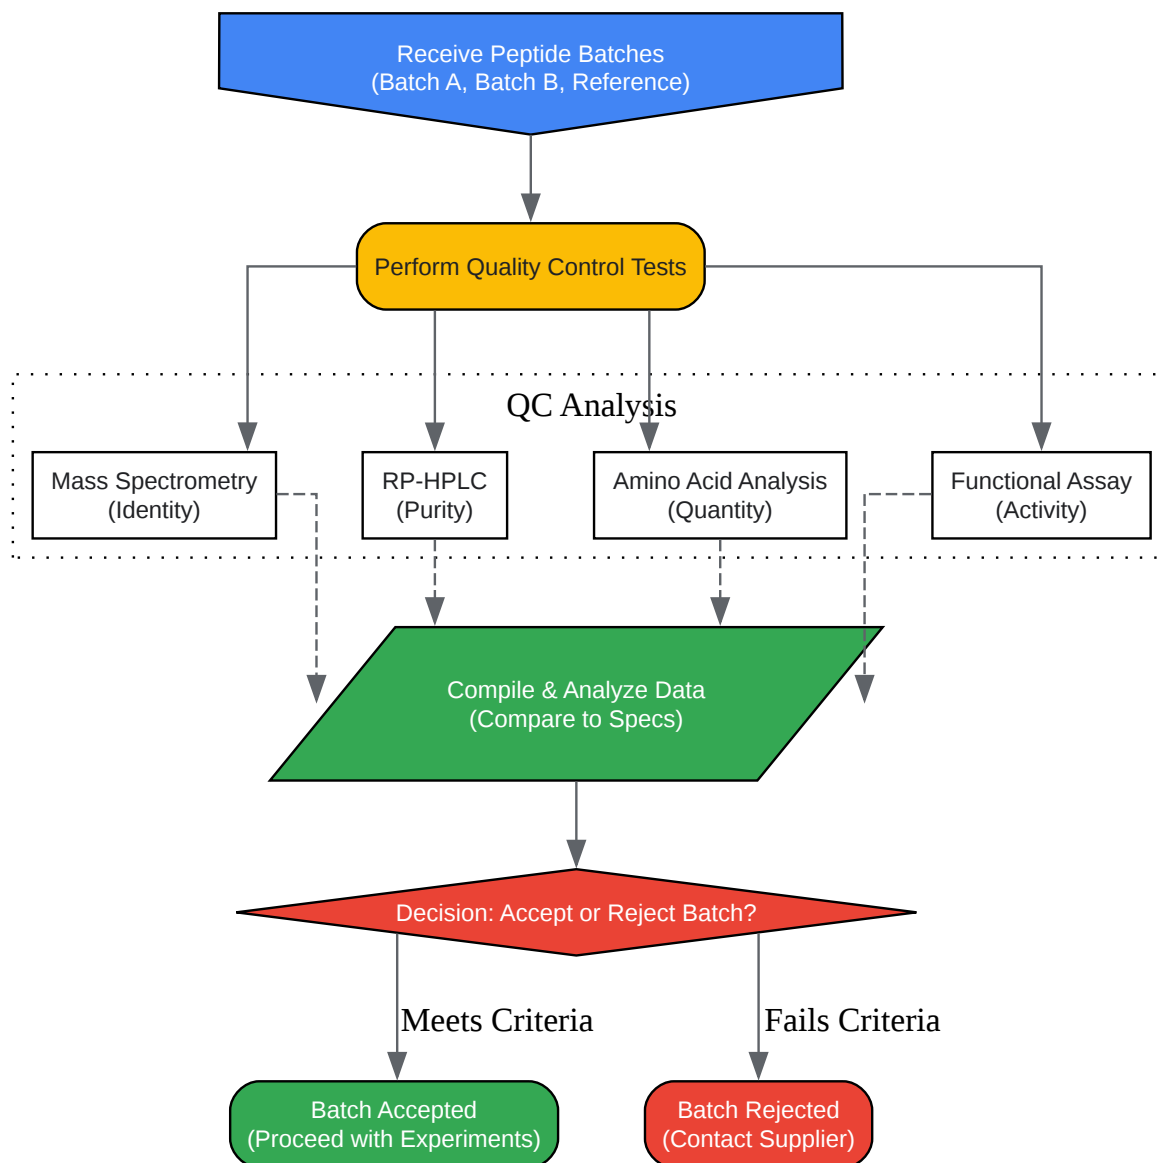 Receive Peptide Batches
(Batch A, Batch B, Reference)
Perform Quality Control Tests
QC Analysis
Mass Spectrometry
(Identity)
RP-HPLC
(Purity)
Amino Acid Analysis
(Quantity)
Functional Assay
(Activity)
Compile & Analyze Data
(Compare to Specs)
Decision: Accept or Reject Batch?
Meets Criteria
Fails Criteria
Batch Accepted
(Proceed with Experiments)
Batch Rejected
(Contact Supplier)